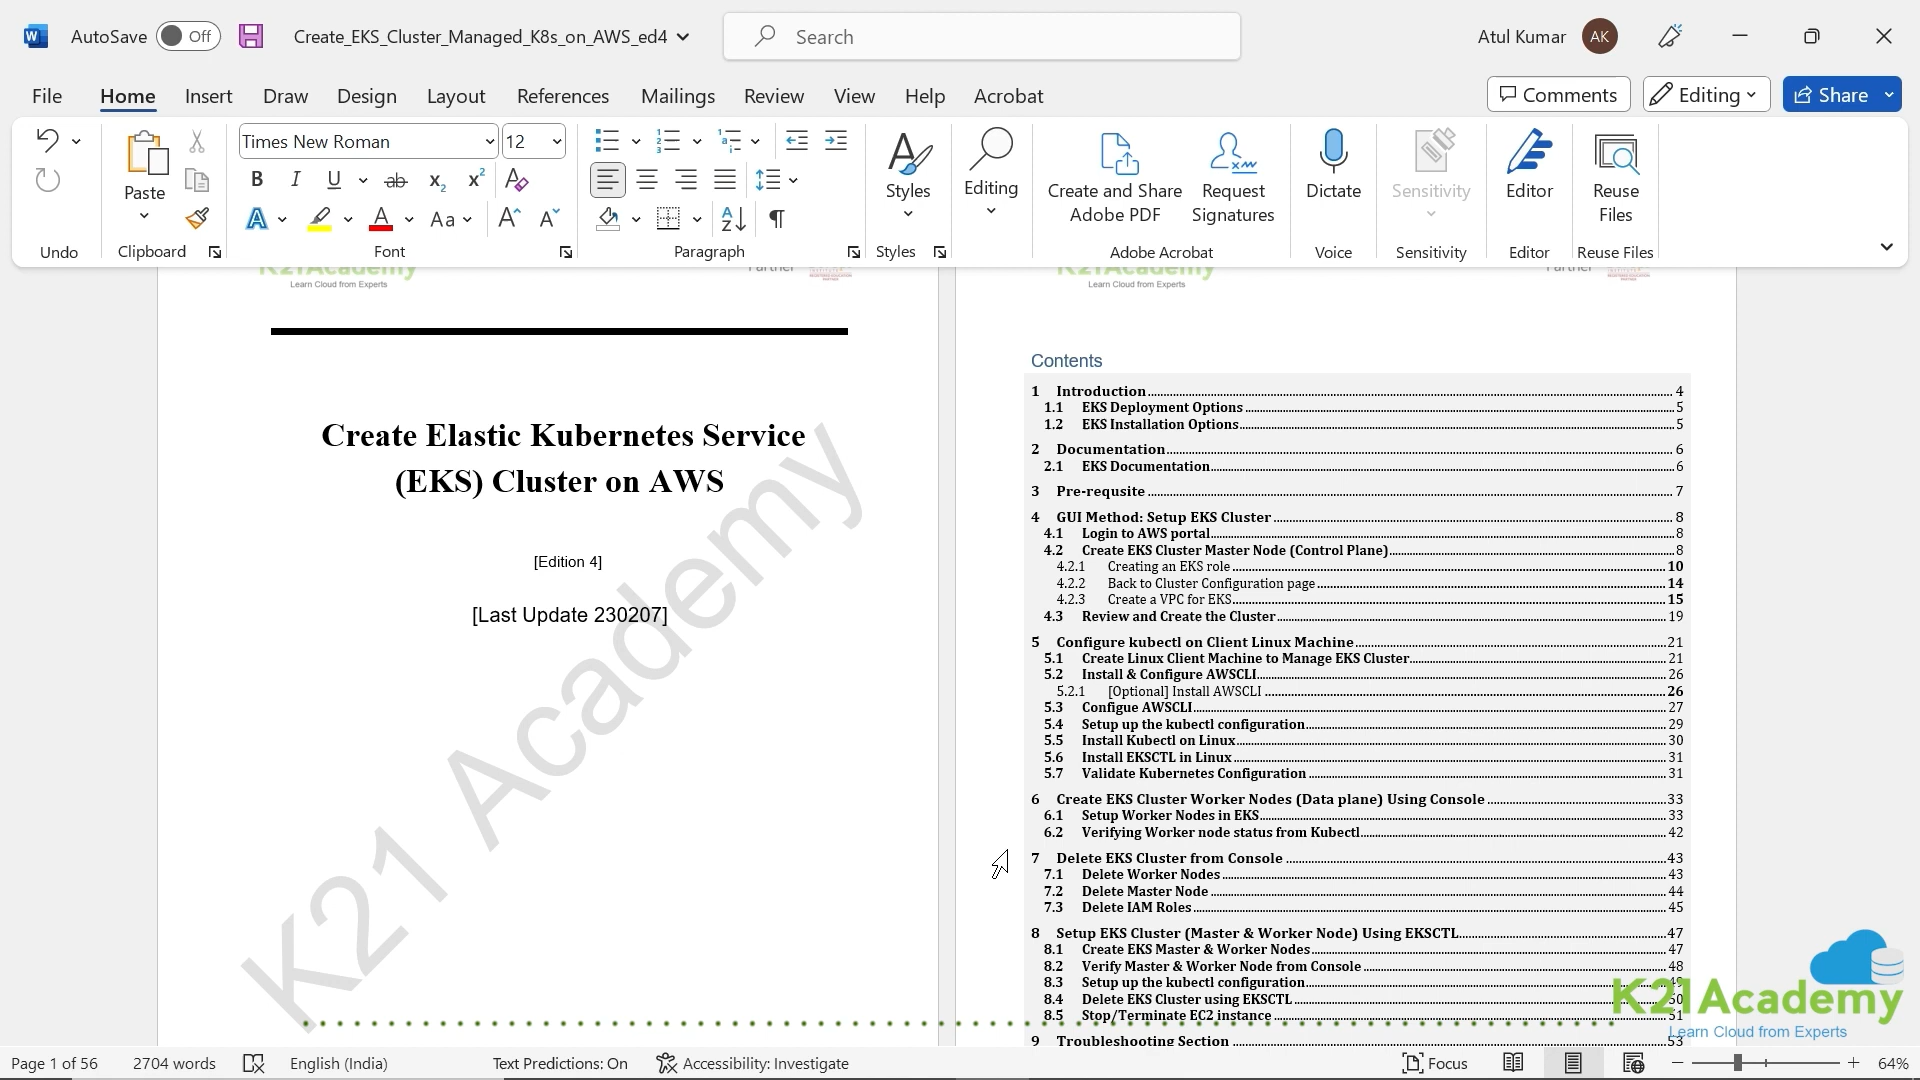 AutoSave Off Create_EKS_Cluster_Managed_K8s_on_AWS_ed4 Search Atul Kumar AK
File Home Insert Draw Design Layout References Mailings Review View Help Acrobat Comments Editing Share
Times New Roman 12
Paste
Styles
Editing
Create and Share
Adobe PDF
Request
Signatures
Dictate
Sensitivity
Editor
Reuse
Files
Undo Clipboard Font Paragraph Styles Adobe Acrobat Voice Sensitivity Editor Reuse Files
K21Academy
Learn Cloud from Experts
Partner
Create Elastic Kubernetes Service
(EKS) Cluster on AWS
[Edition 4]
[Last Update 230207]
K21 Academy
K21Academy
Learn Cloud from Experts
Partner
Contents
1 Introduction 4
1.1 EKS Deployment Options 5
1.2 EKS Installation Options 5
2 Documentation 6
2.1 EKS Documentation 6
3 Pre-requsite 7
4 GUI Method: Setup EKS Cluster 8
4.1 Login to AWS portal 8
4.2 Create EKS Cluster Master Node (Control Plane) 8
4.2.1 Creating an EKS role 10
4.2.2 Back to Cluster Configuration page 14
4.2.3 Create a VPC for EKS 15
4.3 Review and Create the Cluster 19
5 Configure kubectl on Client Linux Machine 21
5.1 Create Linux Client Machine to Manage EKS Cluster 21
5.2 Install & Configure AWSCLI 26
5.2.1 [Optional] Install AWSCLI 26
5.3 Configue AWSCLI 27
5.4 Setup up the kubectl configuration 29
5.5 Install Kubectl on Linux 30
5.6 Install EKSCTL in Linux 31
5.7 Validate Kubernetes Configuration 31
6 Create EKS Cluster Worker Nodes (Data plane) Using Console 33
6.1 Setup Worker Nodes in EKS 33
6.2 Verifying Worker node status from Kubectl 42
7 Delete EKS Cluster from Console 43
7.1 Delete Worker Nodes 43
7.2 Delete Master Node 44
7.3 Delete IAM Roles 45
8 Setup EKS Cluster (Master & Worker Node) Using EKSCTL 47
8.1 Create EKS Master & Worker Nodes 47
8.2 Verify Master & Worker Node from Console 48
8.3 Setup up the kubectl configuration 49
8.4 Delete EKS Cluster using EKSCTL 50
8.5 Stop/Terminate EC2 instance 51
9 Troubleshooting Section 53
K21Academy
Learn Cloud from Experts
Page 1 of 56 2704 words English (India) Text Predictions: On Accessibility: Investigate Focus 64%